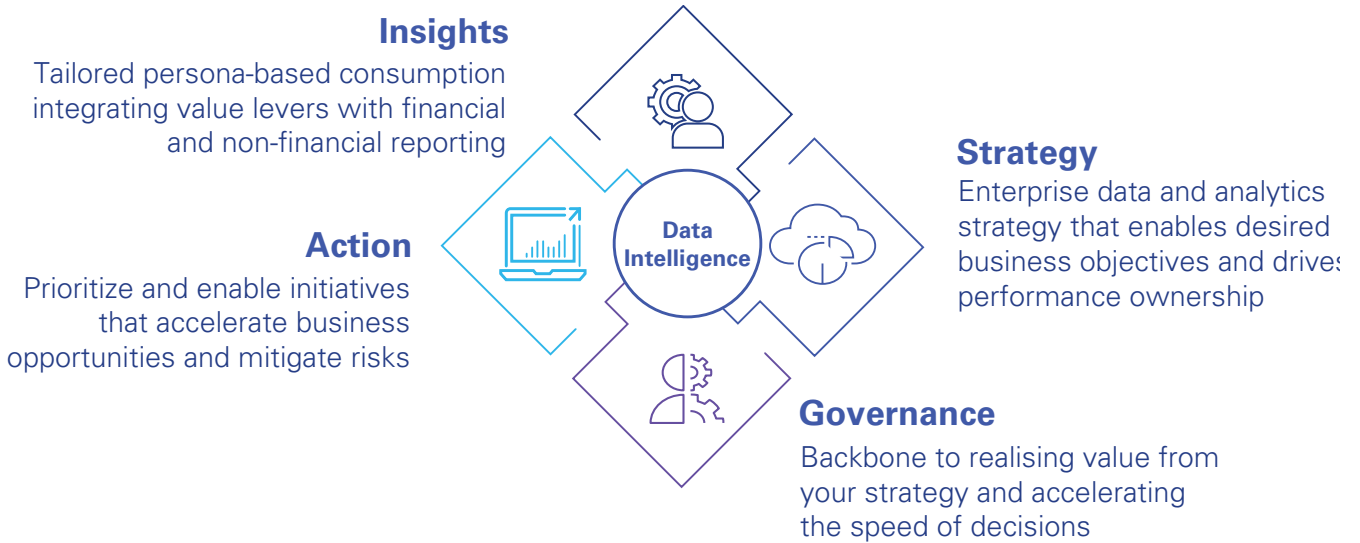 Insights
Tailored persona-based consumption
integrating value levers with financial
and non-financial reporting
Strategy
Enterprise data and analytics
strategy that enables desired
business objectives and drives
performance ownership
Data
Intelligence
Action
Prioritize and enable initiatives
that accelerate business
opportunities and mitigate risks
Governance
Backbone to realising value from
your strategy and accelerating
the speed of decisions